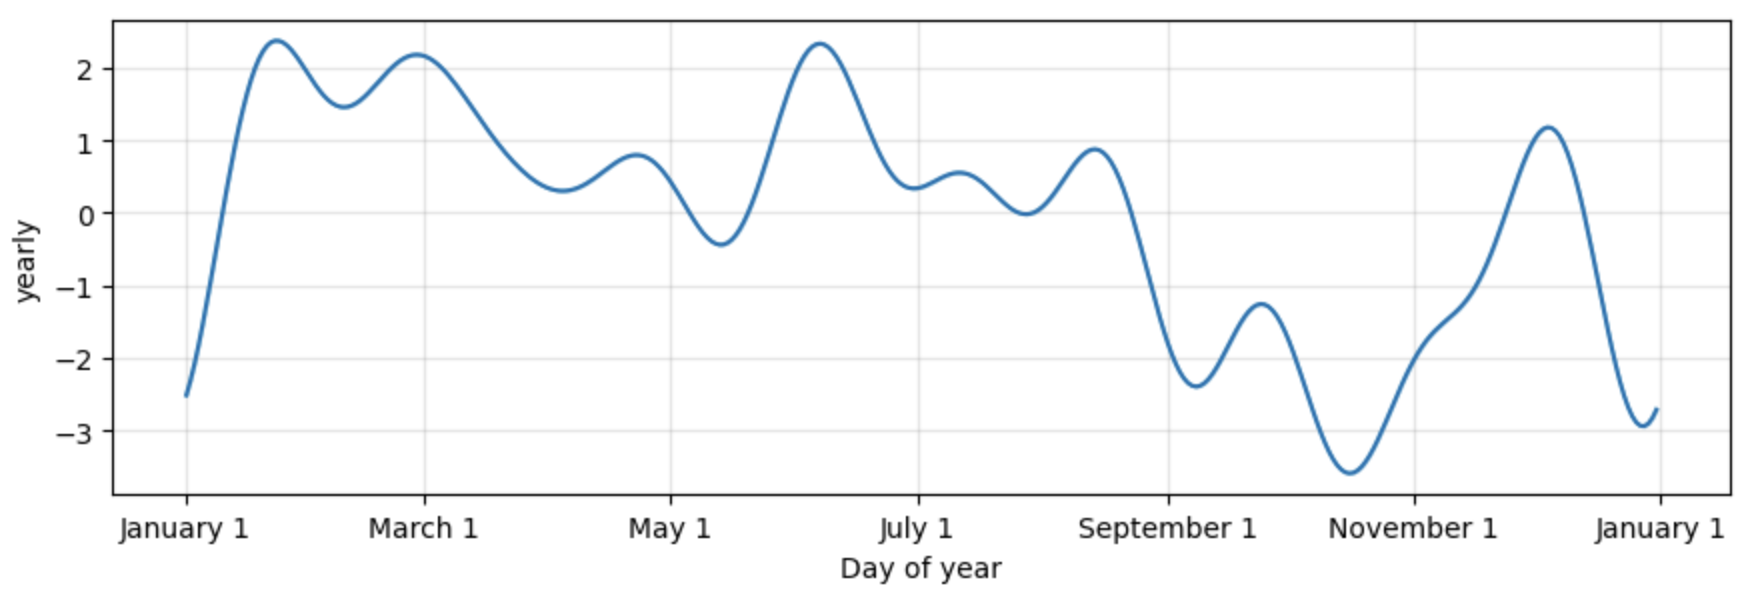 2
1
0
−1
−2
−3
yearly
January 1
March 1
May 1
July 1
September 1
November 1
January 1
Day of year